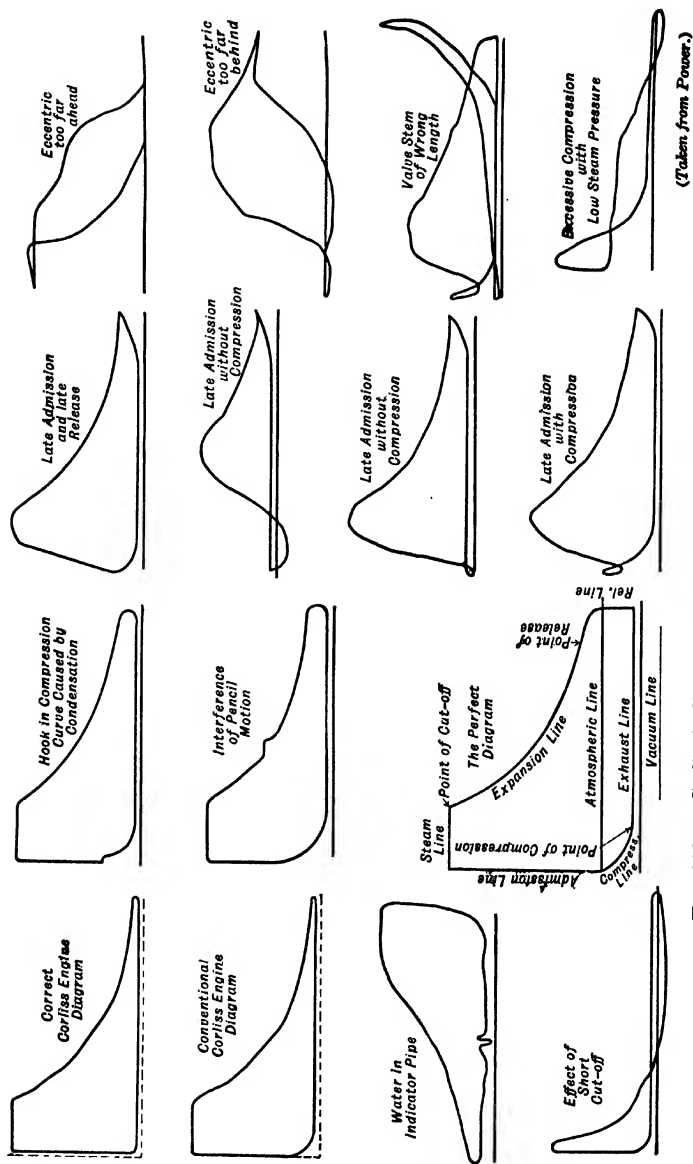 Correct
Corliss Engine
Diagram
Hook in Compression
Curve Caused by
Condensation
Late Admission
and late
Release
Eccentric
too far
ahead
Conventional
Corliss Engine
Diagram
Interference
of Pencil
Motion
Late Admission
without
Compression
Eccentric
too far
behind
Water in
Indicator Pipe
Steam
Line
Point of Cut-off
The Perfect
Diagram
Expansion Line
Point of
Release
Admission Line
Point of Compression
Compress.
Line
Atmospheric Line
Exhaust Line
Vacuum Line
Rel. Line
Late Admission
without
Compression
Valve Stem
of Wrong
Length
Effect of
Short
Cut-off
Late Admission
with
Compression
Excessive Compression
with
Low Steam Pressure
(Taken from Power.)